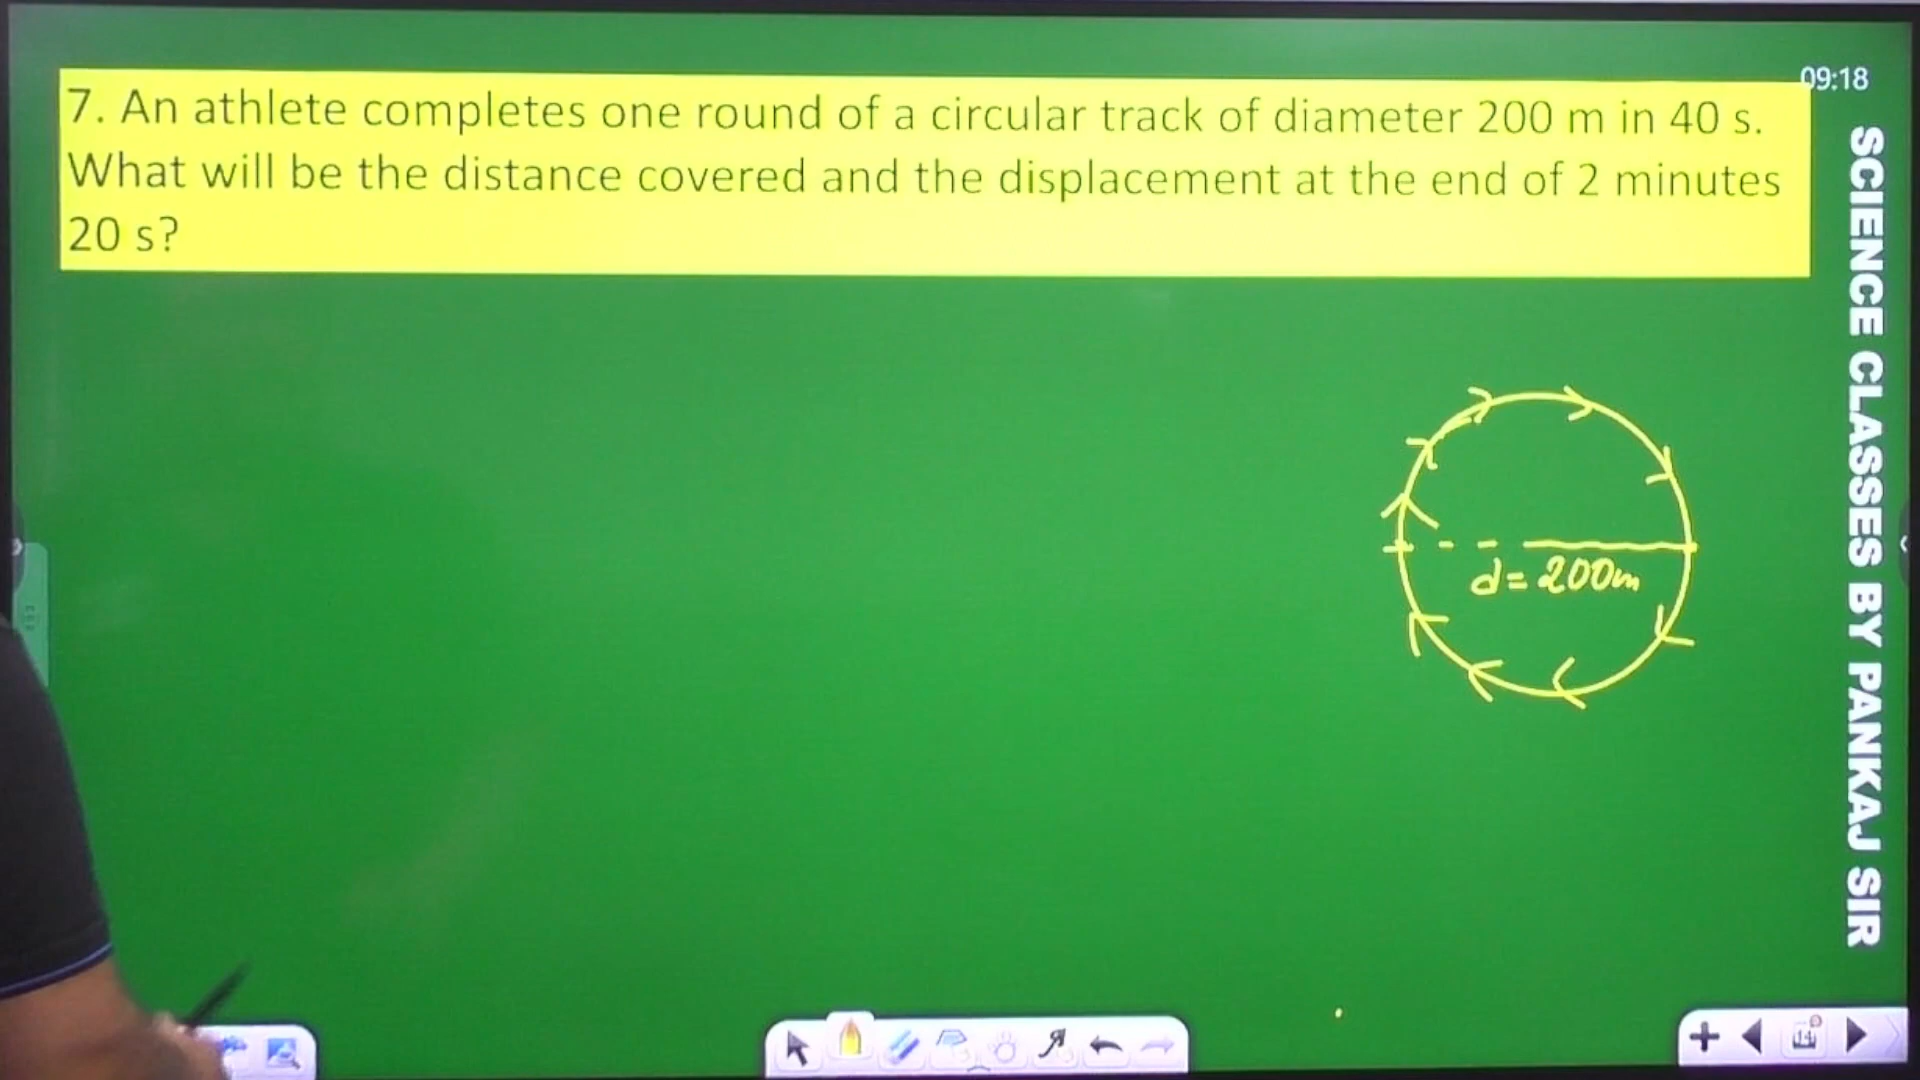 09:18
7. An athlete completes one round of a circular track of diameter 200 m in 40 s.
What will be the distance covered and the displacement at the end of 2 minutes
20 s?
d = 200m
SCIENCE CLASSES BY PANKAJ SIR
14